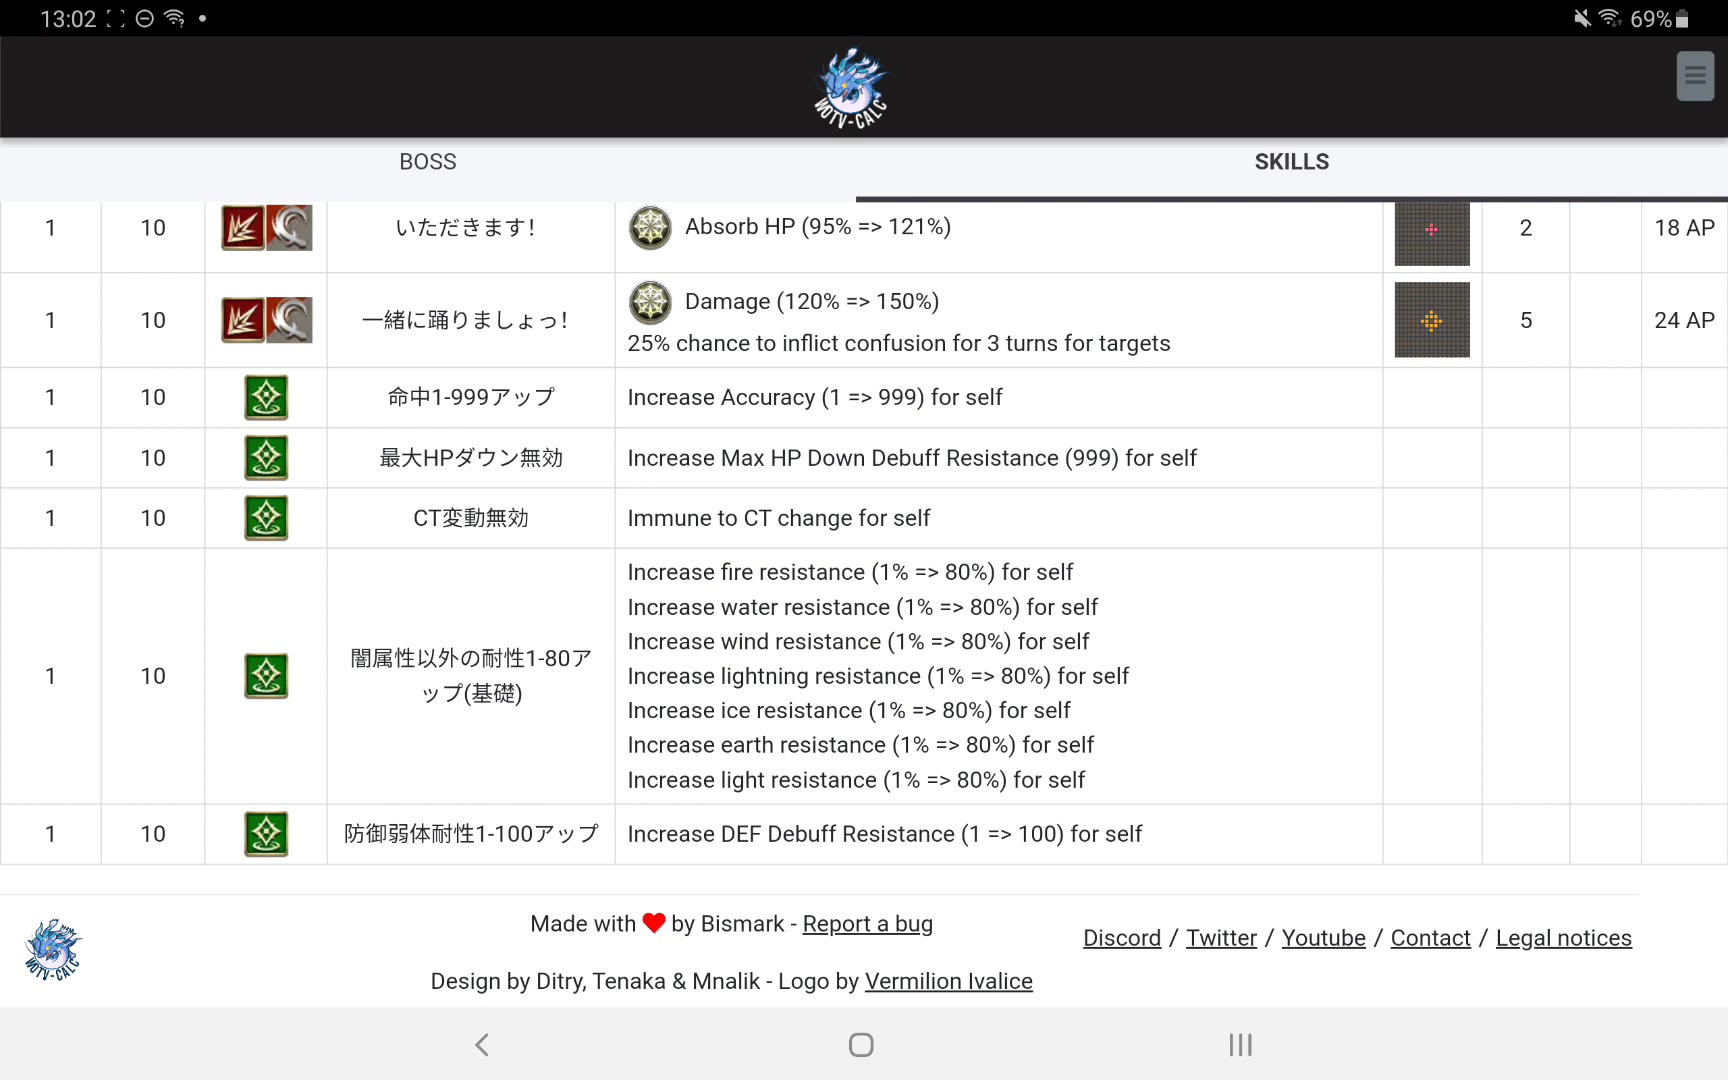 13:02 69%
WOTV-CALC
BOSS SKILLS
1 10 いただきます！ Absorb HP (95% => 121%) 2 18 AP
1 10 一緒に踊りましょっ！ Damage (120% => 150%) 5 24 AP
25% chance to inflict confusion for 3 turns for targets
1 10 命中1-999アップ Increase Accuracy (1 => 999) for self
1 10 最大HPダウン無効 Increase Max HP Down Debuff Resistance (999) for self
1 10 CT変動無効 Immune to CT change for self
1 10 闇属性以外の耐性1-80ア
ップ(基礎)
Increase fire resistance (1% => 80%) for self
Increase water resistance (1% => 80%) for self
Increase wind resistance (1% => 80%) for self
Increase lightning resistance (1% => 80%) for self
Increase ice resistance (1% => 80%) for self
Increase earth resistance (1% => 80%) for self
Increase light resistance (1% => 80%) for self
1 10 防御弱体耐性1-100アップ Increase DEF Debuff Resistance (1 => 100) for self
WOTV-CALC
Made with ❤ by Bismark - Report a bug
Design by Ditry, Tenaka & Mnalik - Logo by Vermilion Ivalice
Discord / Twitter / Youtube / Contact / Legal notices